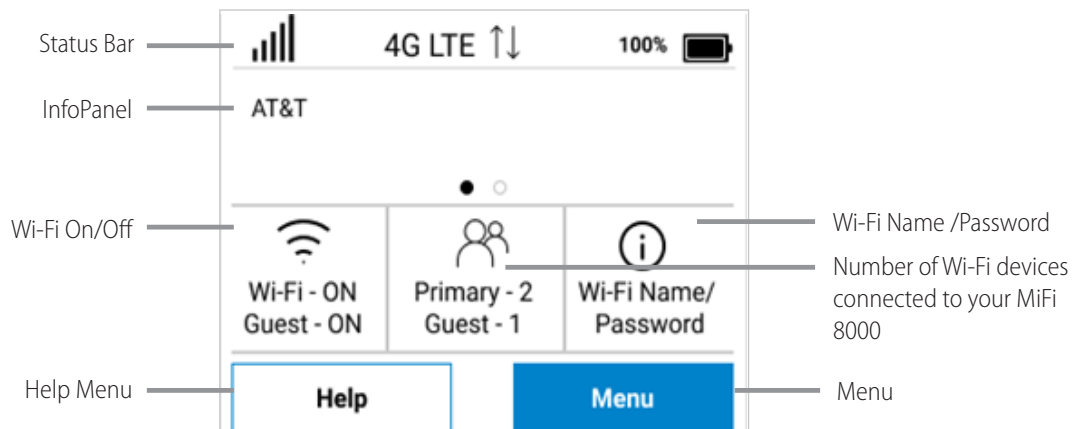 Status Bar
4G LTE
100%
InfoPanel
AT&T
Wi-Fi On/Off
Wi-Fi - ON
Guest - ON
Primary - 2
Guest - 1
Wi-Fi Name/
Password
Wi-Fi Name /Password
Number of Wi-Fi devices
connected to your MiFi
8000
Help Menu
Help
Menu
Menu